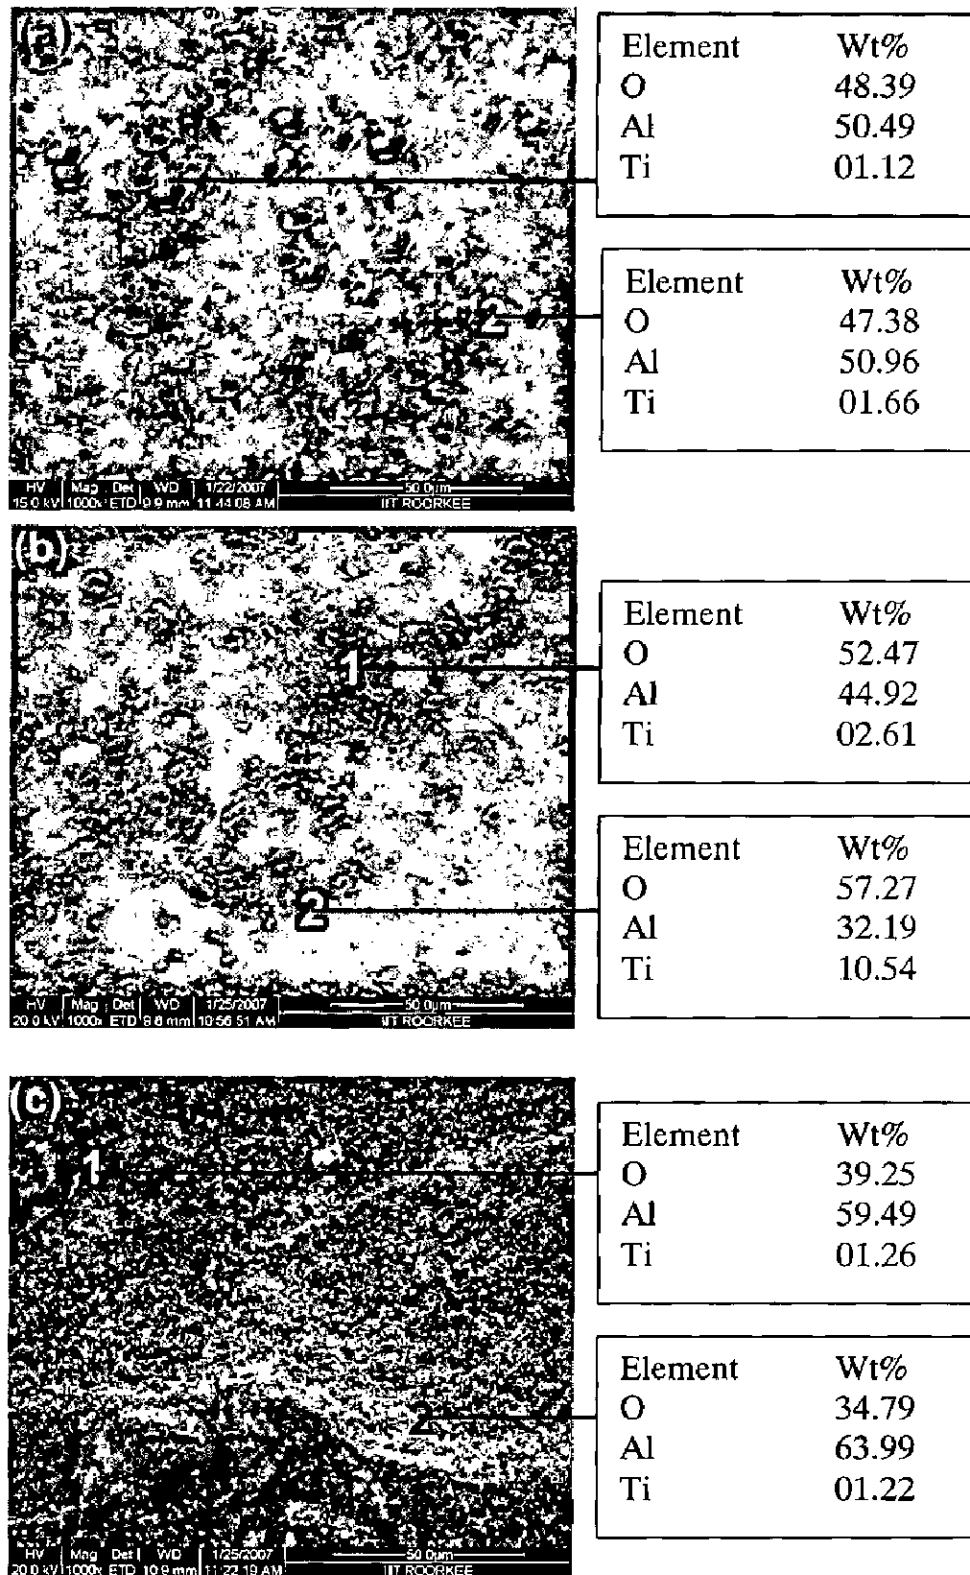 (a)
1
2
HV Mag Det WD 1/22/2007 50.0µm
15.0 kV 1000x ETD 9.9 mm 11:44:08 AM IIT ROORKEE
Element Wt%
O 48.39
Al 50.49
Ti 01.12
Element Wt%
O 47.38
Al 50.96
Ti 01.66
(b)
1
2
HV Mag Det WD 1/25/2007 50.0µm
20.0 kV 1000x ETD 9.8 mm 10:56:51 AM IIT ROORKEE
Element Wt%
O 52.47
Al 44.92
Ti 02.61
Element Wt%
O 57.27
Al 32.19
Ti 10.54
(c)
1
2
HV Mag Det WD 1/25/2007 50.0µm
20.0 kV 1000x ETD 10.9 mm 11:22:19 AM IIT ROORKEE
Element Wt%
O 39.25
Al 59.49
Ti 01.26
Element Wt%
O 34.79
Al 63.99
Ti 01.22